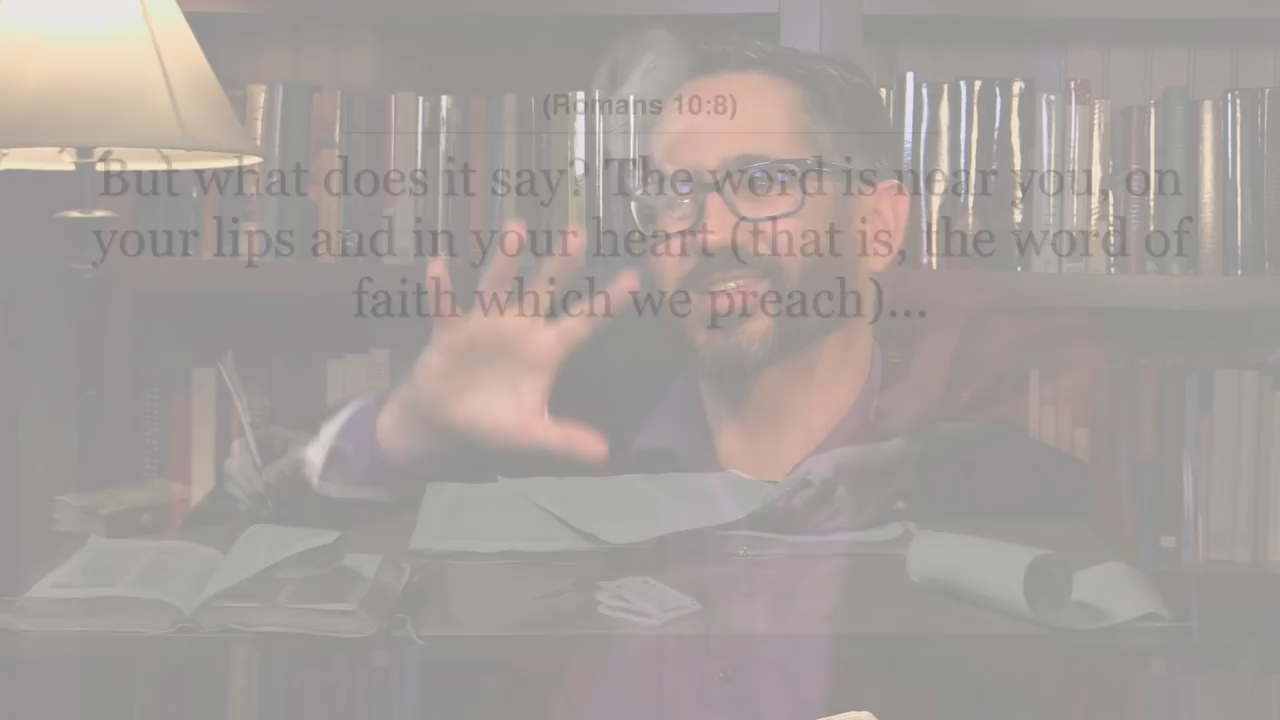 (Romans 10:8)
But what does it say? The word is near you, on
your lips and in your heart (that is, the word of
faith which we preach)...